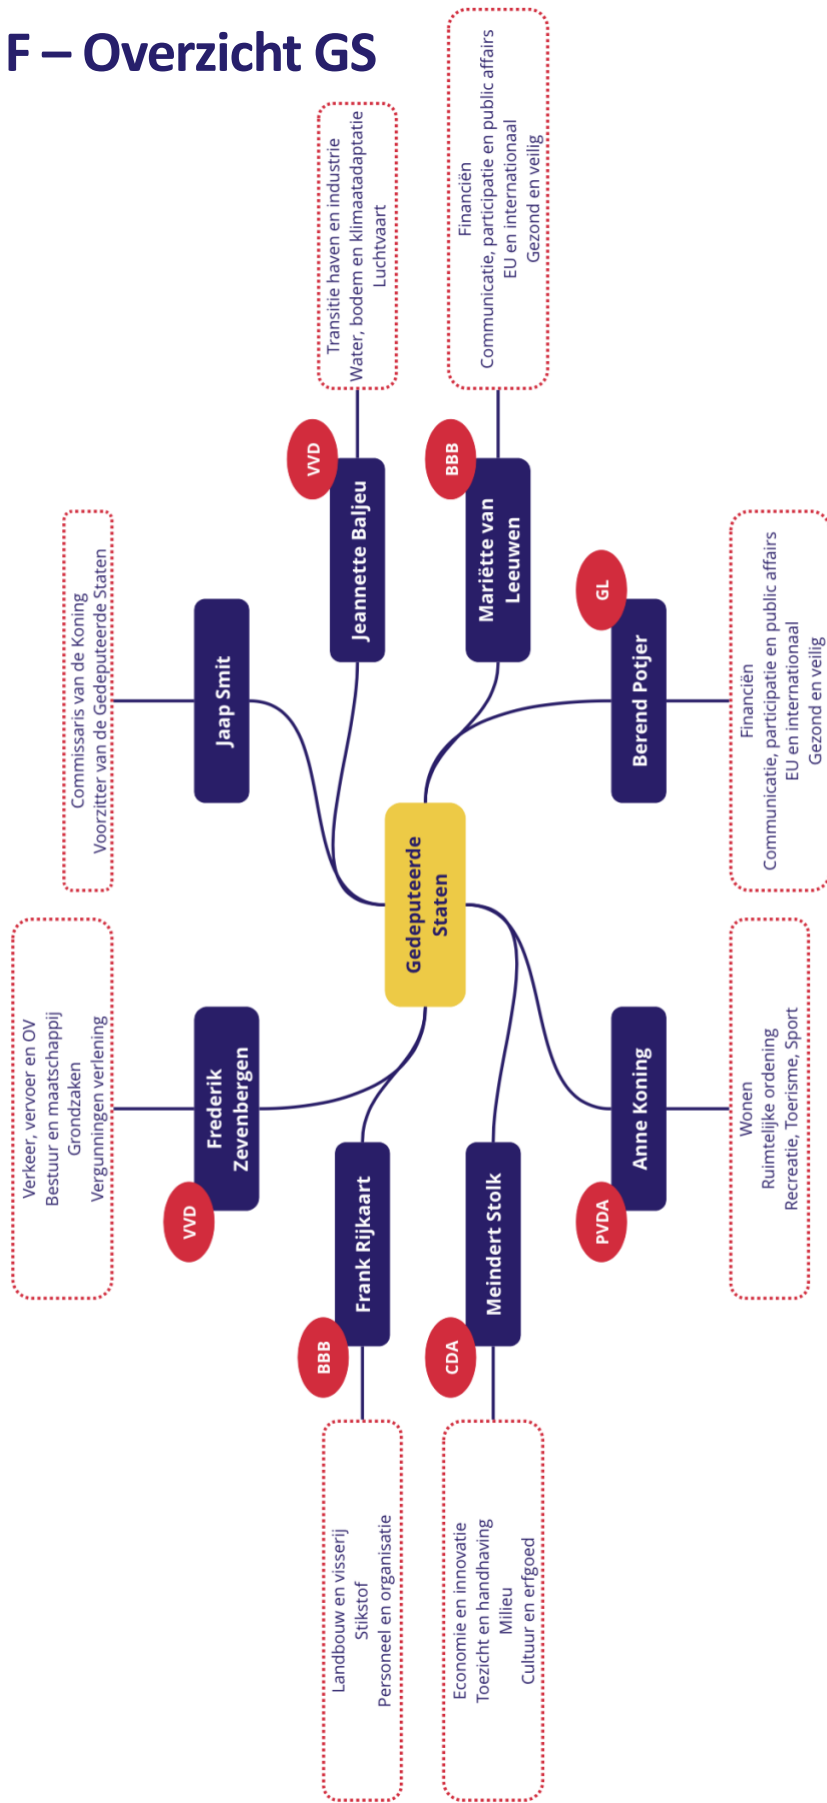 F – Overzicht GS
Verkeer, vervoer en OV
Bestuur en maatschappij
Grondzaken
Vergunningen verlening
VVD
Frederik
Zevenbergen
Commissaris van de Koning
Voorzitter van de Gedeputeerde Staten
Jaap Smit
Landbouw en visserij
Stikstof
Personeel en organisatie
BBB
Frank Rijkaart
VVD
Jeannette Baljeu
Transitie haven en industrie
Water, bodem en klimaatadaptatie
Luchtvaart
Gedeputeerde
Staten
Economie en innovatie
Toezicht en handhaving
Milieu
Cultuur en erfgoed
CDA
Meindert Stolk
BBB
Mariëtte van
Leeuwen
Financiën
Communicatie, participatie en public affairs
EU en internationaal
Gezond en veilig
PVDA
Anne Koning
Wonen
Ruimtelijke ordening
Recreatie, Toerisme, Sport
GL
Berend Potjer
Financiën
Communicatie, participatie en public affairs
EU en internationaal
Gezond en veilig